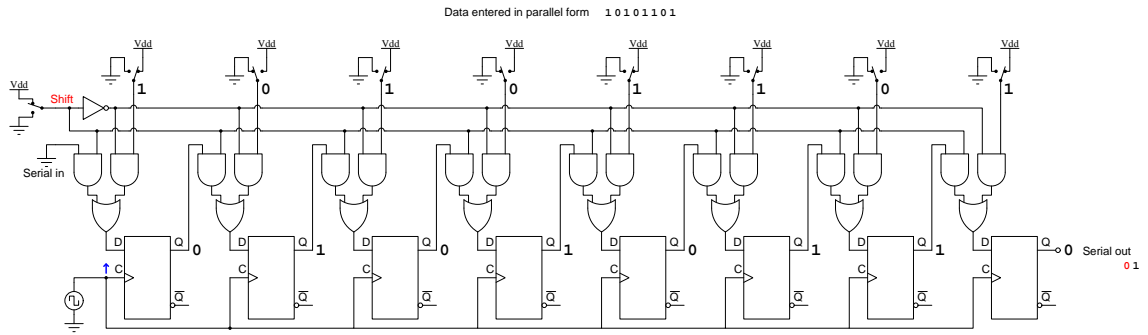 Data entered in parallel form 1 0 1 0 1 1 0 1
Vdd Vdd Vdd Vdd Vdd Vdd Vdd Vdd
Vdd
1 0 1 0 1 1 0 1
Shift
Serial in
D Q 0 D Q 1 D Q 0 D Q 1 D Q 0 D Q 1 D Q 1 D Q 0 Serial out
C C C C C C C C
0 1
Q Q Q Q Q Q Q Q